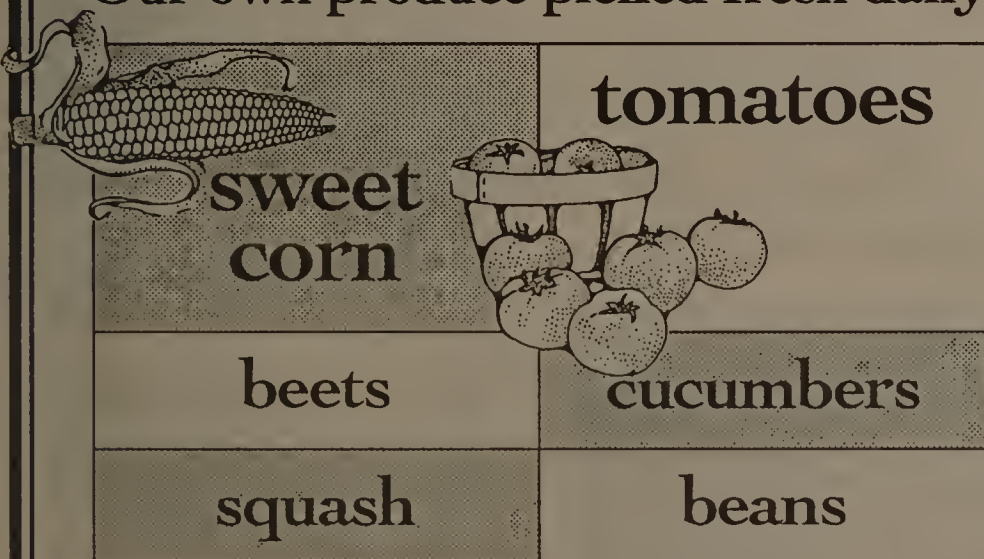 Our own produce picked fresh daily
sweet
corn
tomatoes
beets
cucumbers
squash
beans